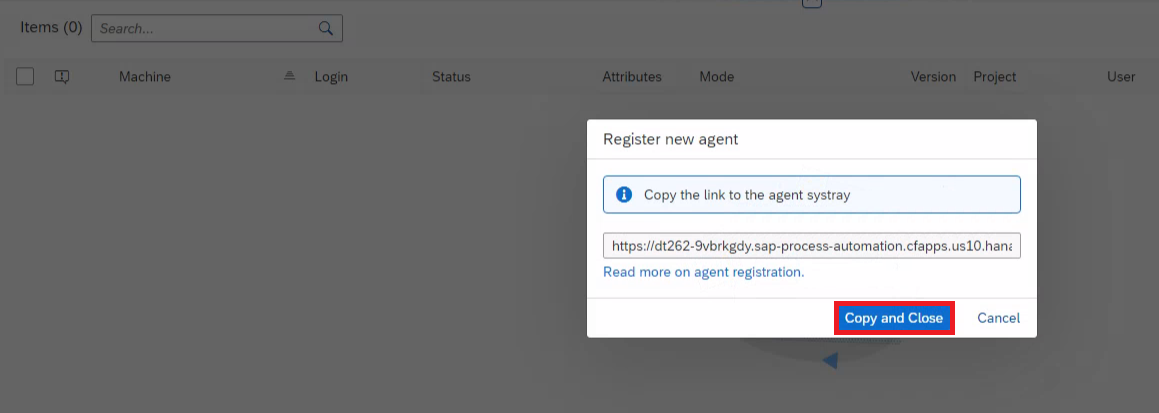 Items (0) Search...
Machine Login Status Attributes Mode Version Project User
Register new agent
Copy the link to the agent systray
https://dt262-9vbrkgdy.sap-process-automation.cfapps.us10.hana
Read more on agent registration.
Copy and Close Cancel